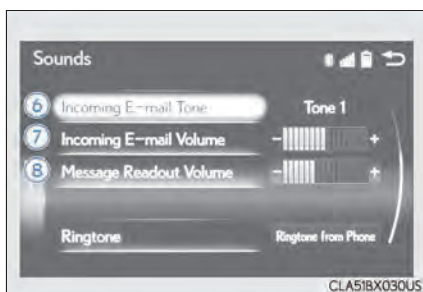 Sounds
6 Incoming E-mail Tone Tone 1
7 Incoming E-mail Volume - +
8 Message Readout Volume - +
Ringtone Ringtone from Phone
CLA51BX030US